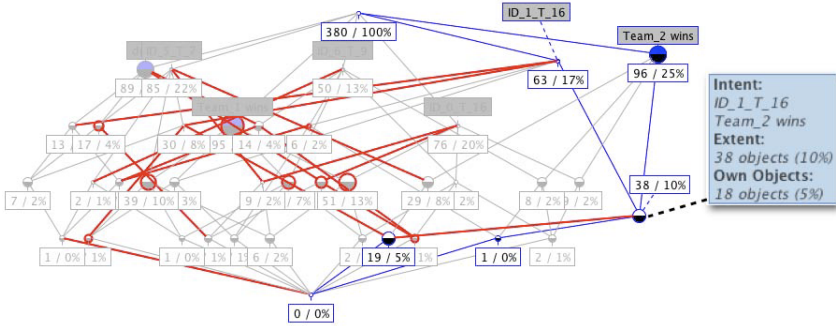 ID_1_T_16
380 / 100%
Team_2 wins
ID_3_T_7
ID_6_T_9
89
85 / 22%
50 / 13%
63 / 17%
96 / 25%
Team_1 wins
ID_0_T_16
Intent:
ID_1_T_16
Team_2 wins
Extent:
38 objects (10%)
Own Objects:
18 objects (5%)
13
17 / 4%
30 / 8%
95
14 / 4%
6 / 2%
76 / 20%
38 / 10%
7 / 2%
2 / 1%
39 / 10%
3%
9 / 2%
7%
51 / 13%
29 / 8%
2%
8 / 2%
/ 2%
1 / 0%
1%
1 / 0%
6 / 2%
2 /
19 / 5%
1%
1 / 0%
2 / 1%
0 / 0%